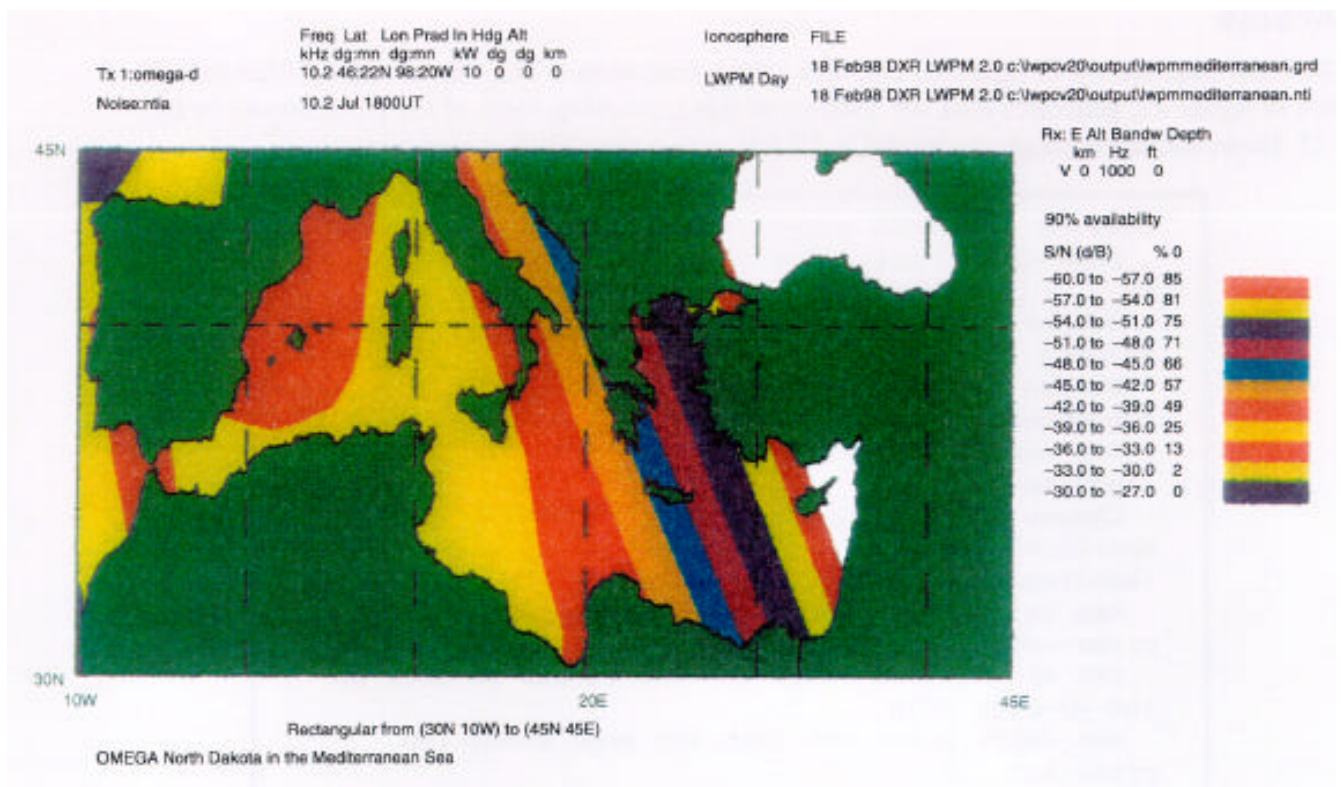 Freq Lat Lon Prad In Hdg Alt
kHz dg:mn dg:mn kW dg dg km
Tx 1:omega-d 10.2 46:22N 98:20W 10 0 0 0
Noise:ntia 10.2 Jul 1800UT
Ionosphere FILE
LWPM Day
18 Feb98 DXR LWPM 2.0 c:\lwpcv20\output\lwpmmediterranean.grd
18 Feb98 DXR LWPM 2.0 c:\lwpcv20\output\lwpmmediterranean.nti
Rx: E Alt Bandw Depth
km Hz ft
V 0 1000 0
90% availability
S/N (d/B) % 0
–60.0 to –57.0 85
–57.0 to –54.0 81
–54.0 to –51.0 75
–51.0 to –48.0 71
–48.0 to –45.0 66
–45.0 to –42.0 57
–42.0 to –39.0 49
–39.0 to –36.0 25
–36.0 to –33.0 13
–33.0 to –30.0 2
–30.0 to –27.0 0
45N
30N
10W 20E 45E
Rectangular from (30N 10W) to (45N 45E)
OMEGA North Dakota in the Mediterranean Sea